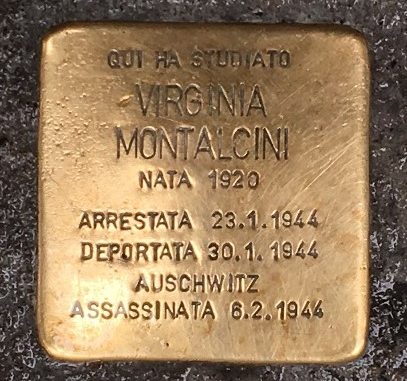 QUI HA STUDIATO
VIRGINIA
MONTALCINI
NATA 1920
ARRESTATA 23.1.1944
DEPORTATA 30.1.1944
AUSCHWITZ
ASSASSINATA 6.2.1944